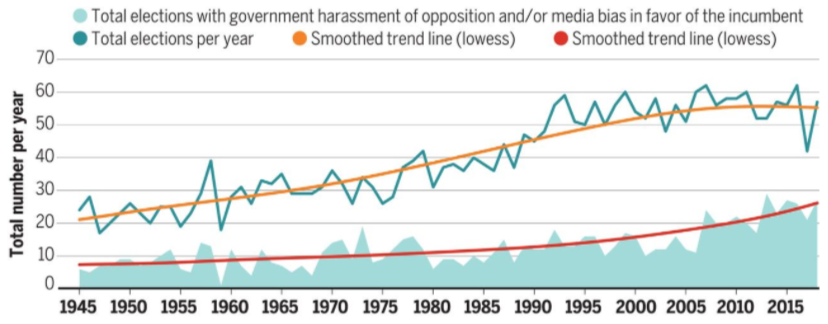 Total elections with government harassment of opposition and/or media bias in favor of the incumbent
Total elections per year Smoothed trend line (lowess) Smoothed trend line (lowess)
Total number per year
70
60
50
40
30
20
10
0
1945 1950 1955 1960 1965 1970 1975 1980 1985 1990 1995 2000 2005 2010 2015